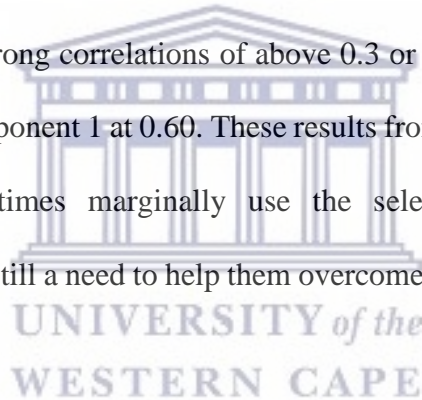 rong correlations of above 0.3 or
ponent 1 at 0.60. These results from
times marginally use the sele
till a need to help them overcome
UNIVERSITY of the
WESTERN CAPE